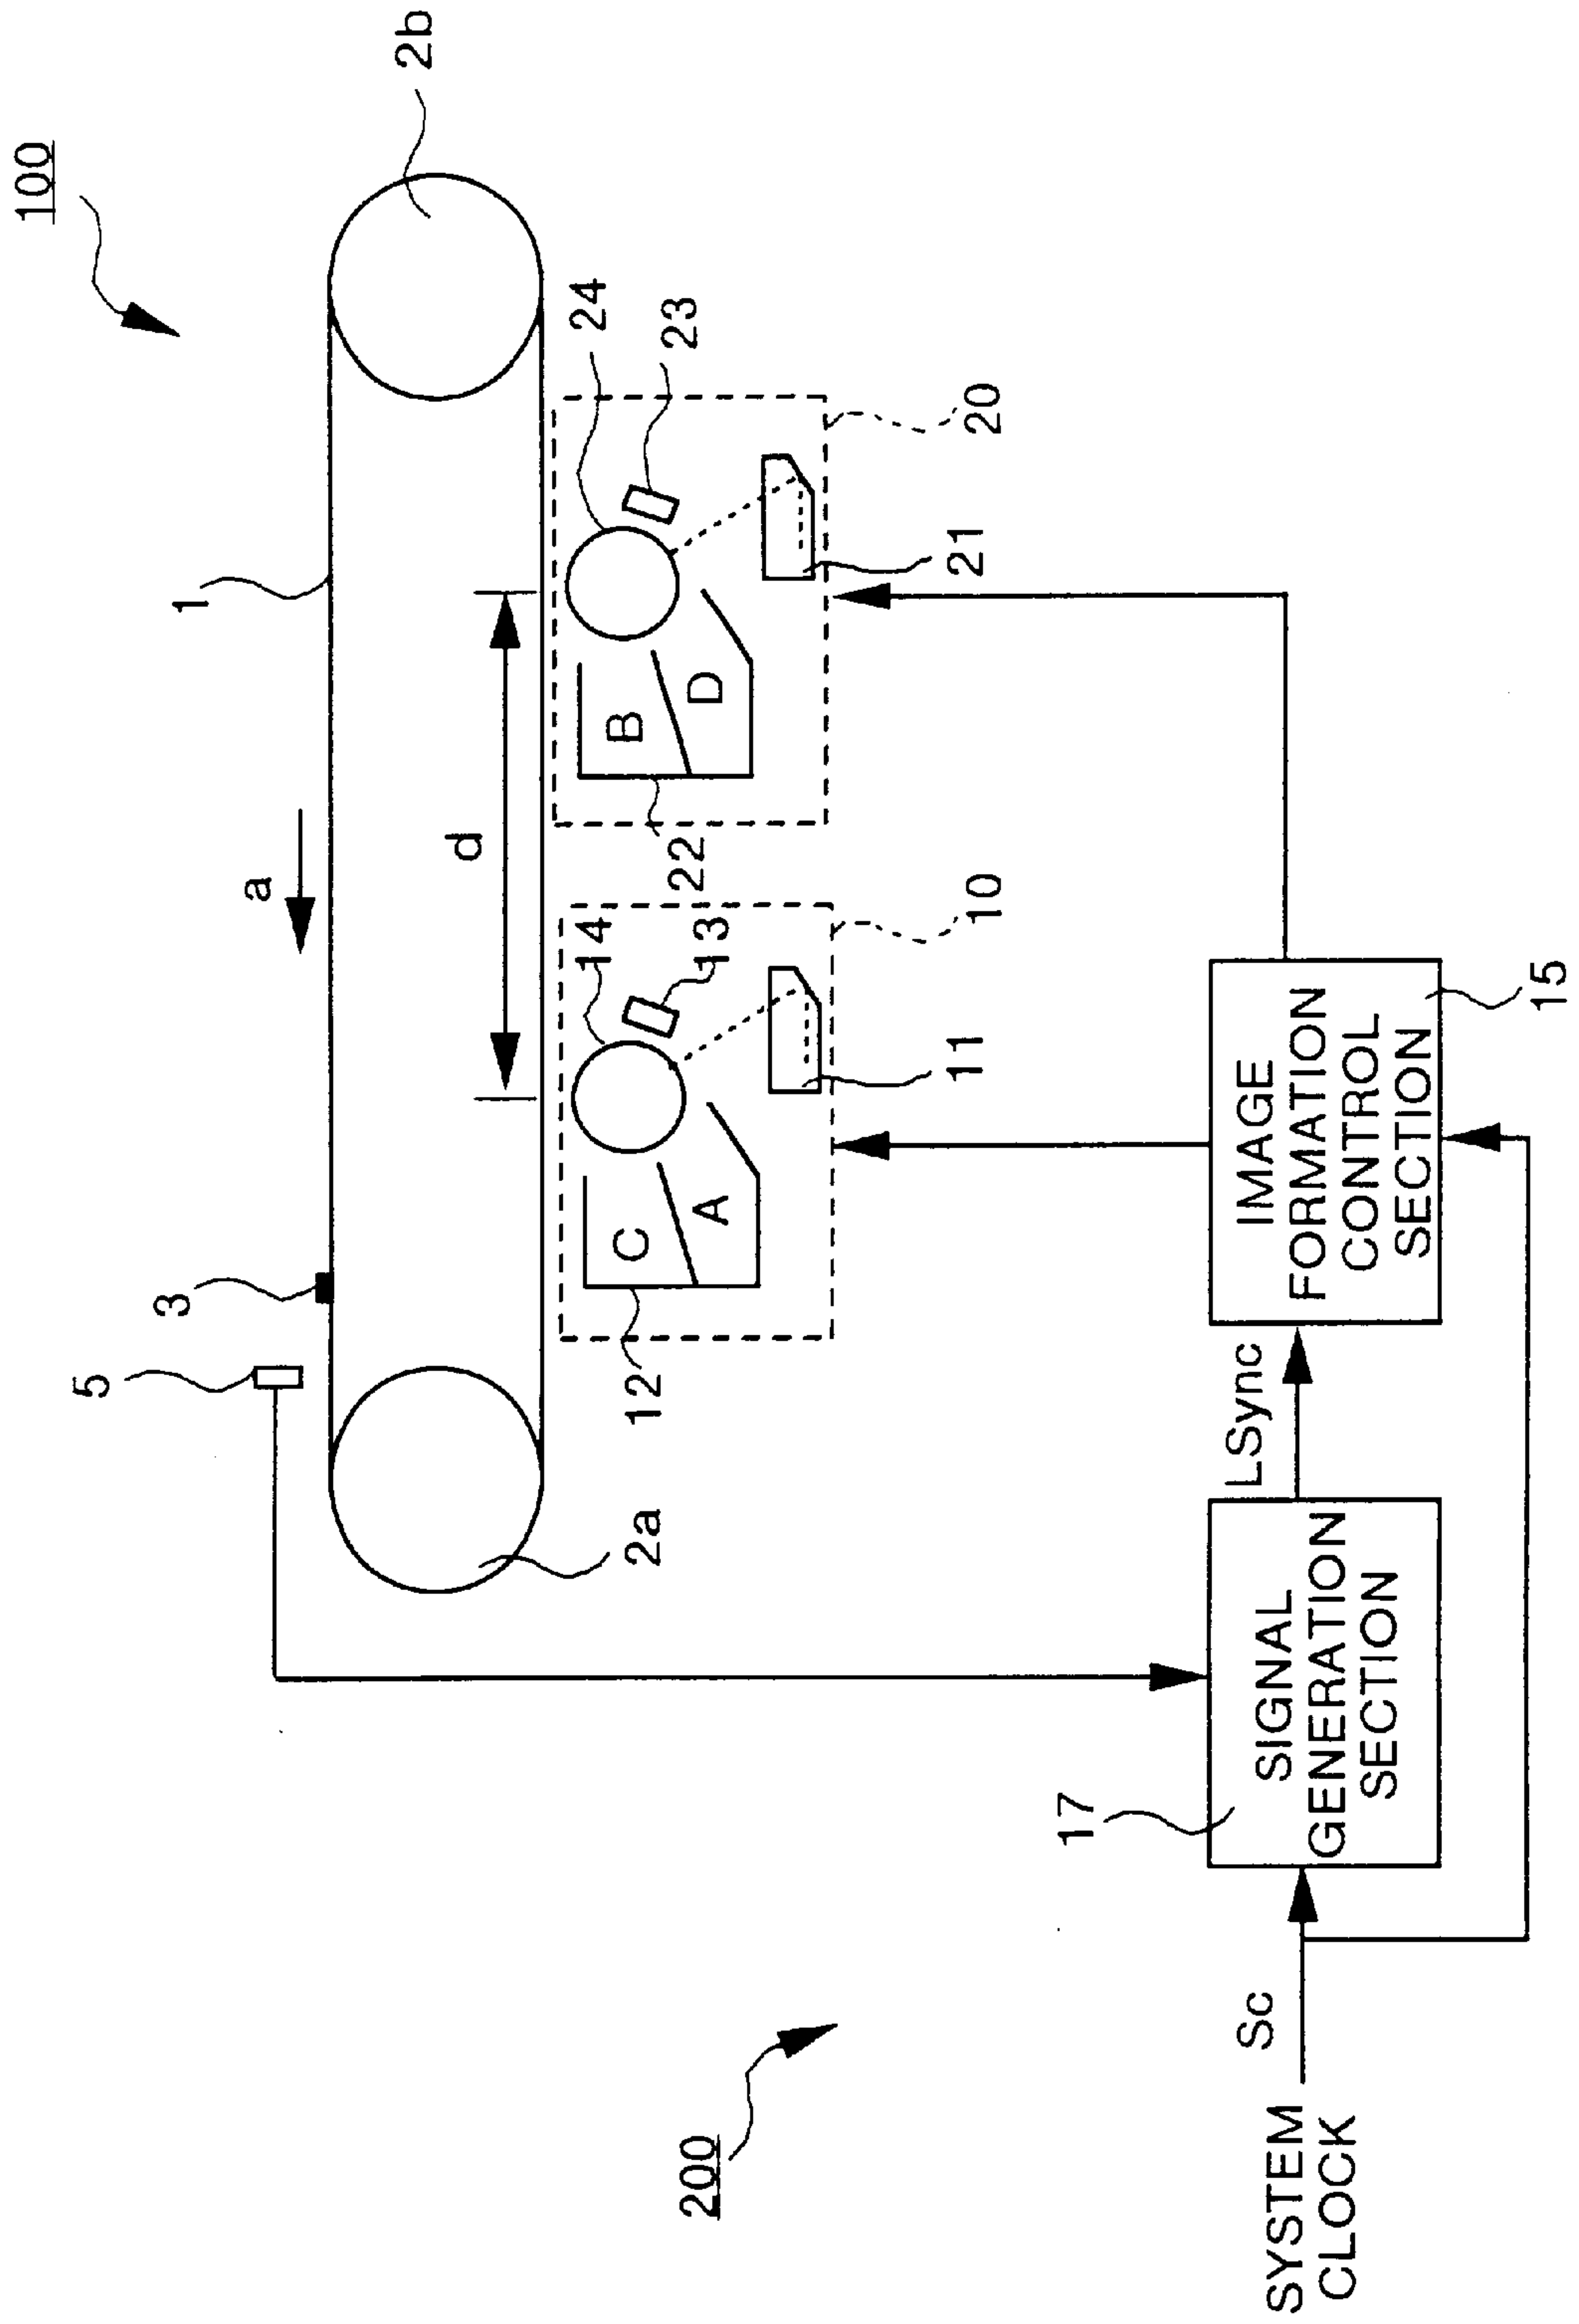 100
2b
1
a
d
24
23
20
21
B
D
22
14
13
10
11
C
A
12
3
5
2a
IMAGE
FORMATION
CONTROL
SECTION
15
LSync
SIGNAL
GENERATION
SECTION
17
Sc
SYSTEM
CLOCK
200